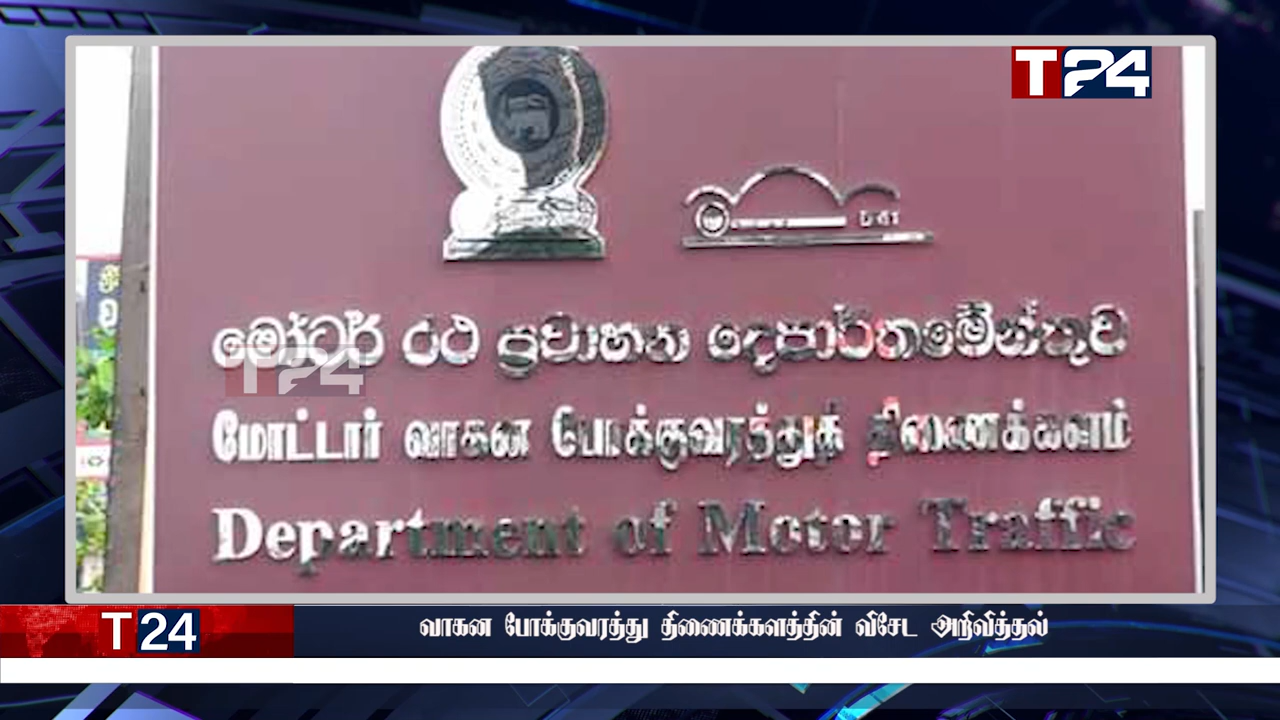 T24
මෝටර් රථ ප්‍රවාහන දෙපාර්තමේන්තුව
T24
மோட்டார் வாகன போக்குவரத்துத் திணைக்களம்
Department of Motor Traffic
T24
வாகன போக்குவரத்து திணைக்களத்தின் விசேட அறிவித்தல்